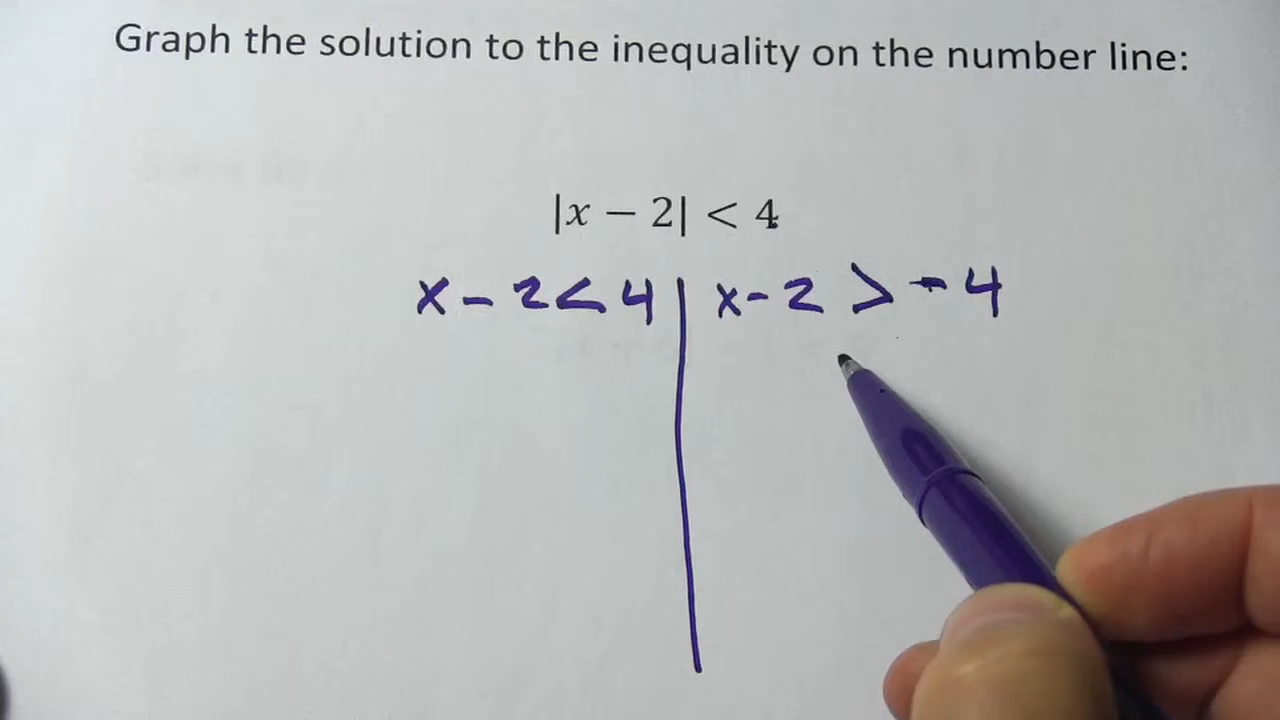 Graph the solution to the inequality on the number line:
|x − 2| < 4
x - 2 < 4 | x - 2 > - 4